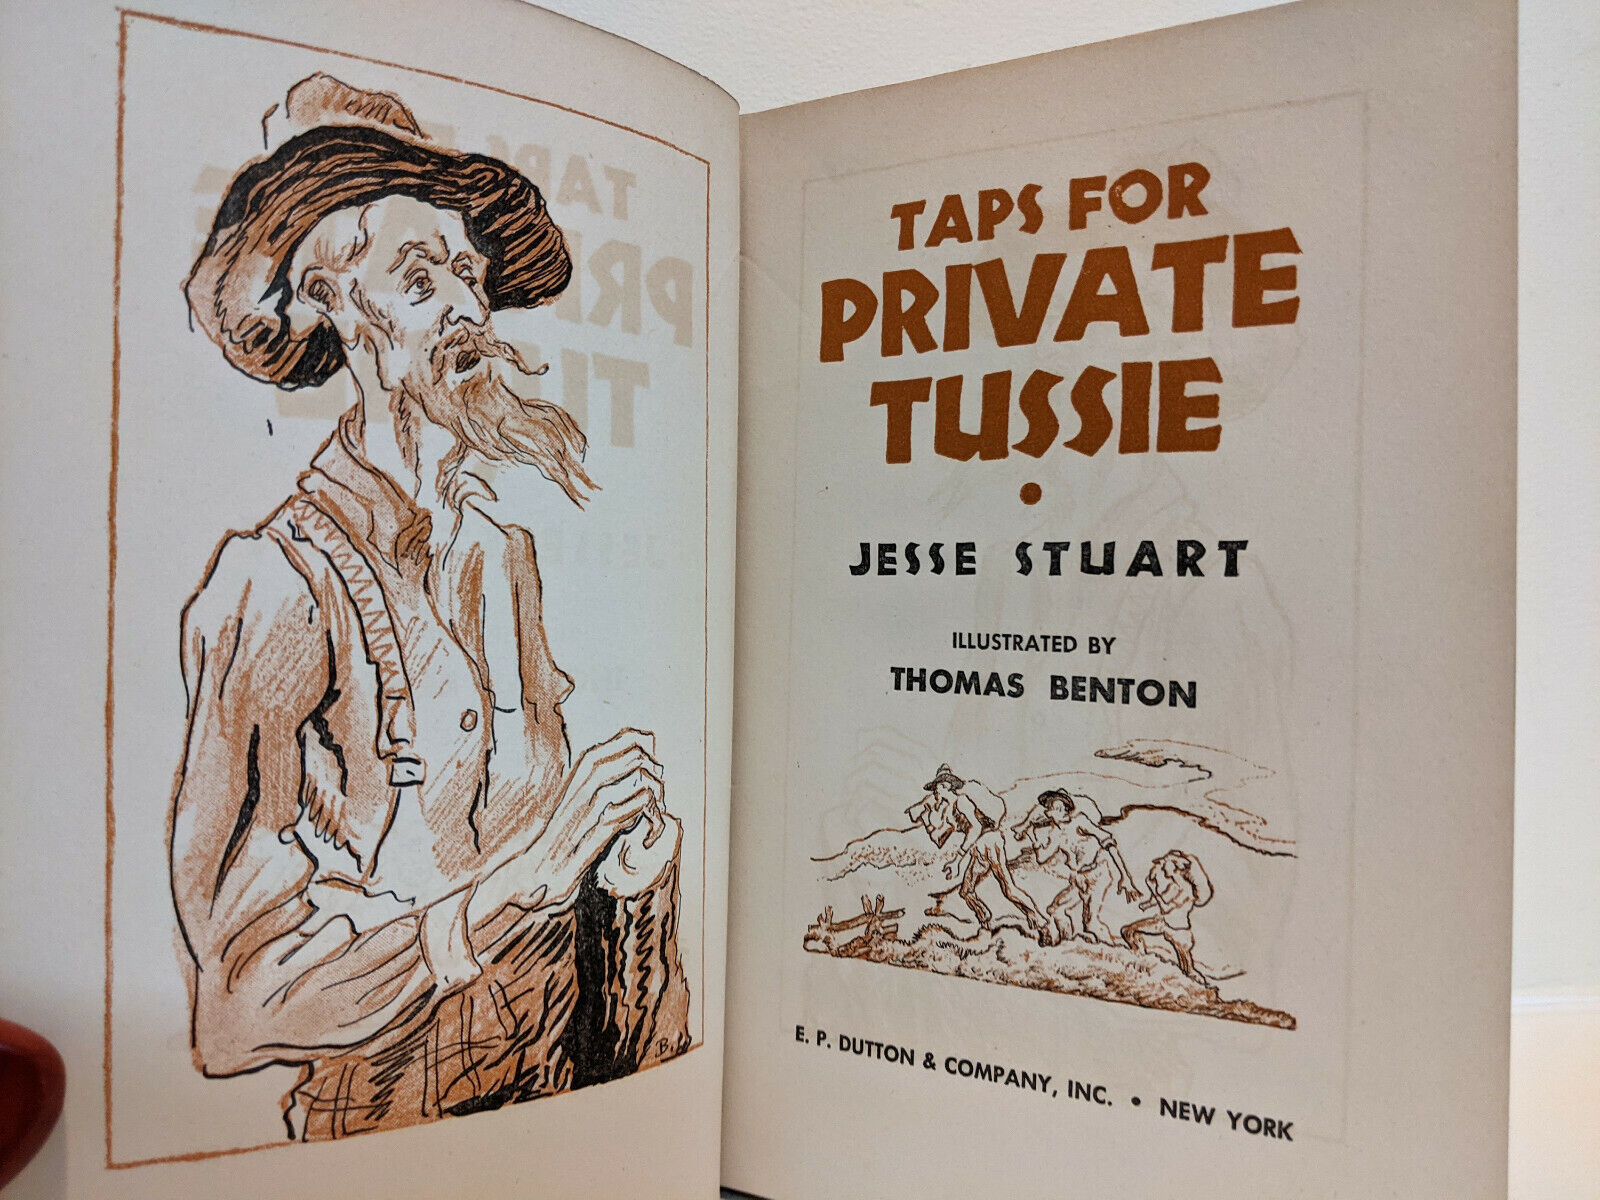 B.
TAPS FOR
PRIVATE
TUSSIE
•
JESSE STUART
ILLUSTRATED BY
THOMAS BENTON
E. P. DUTTON & COMPANY, INC. • NEW YORK